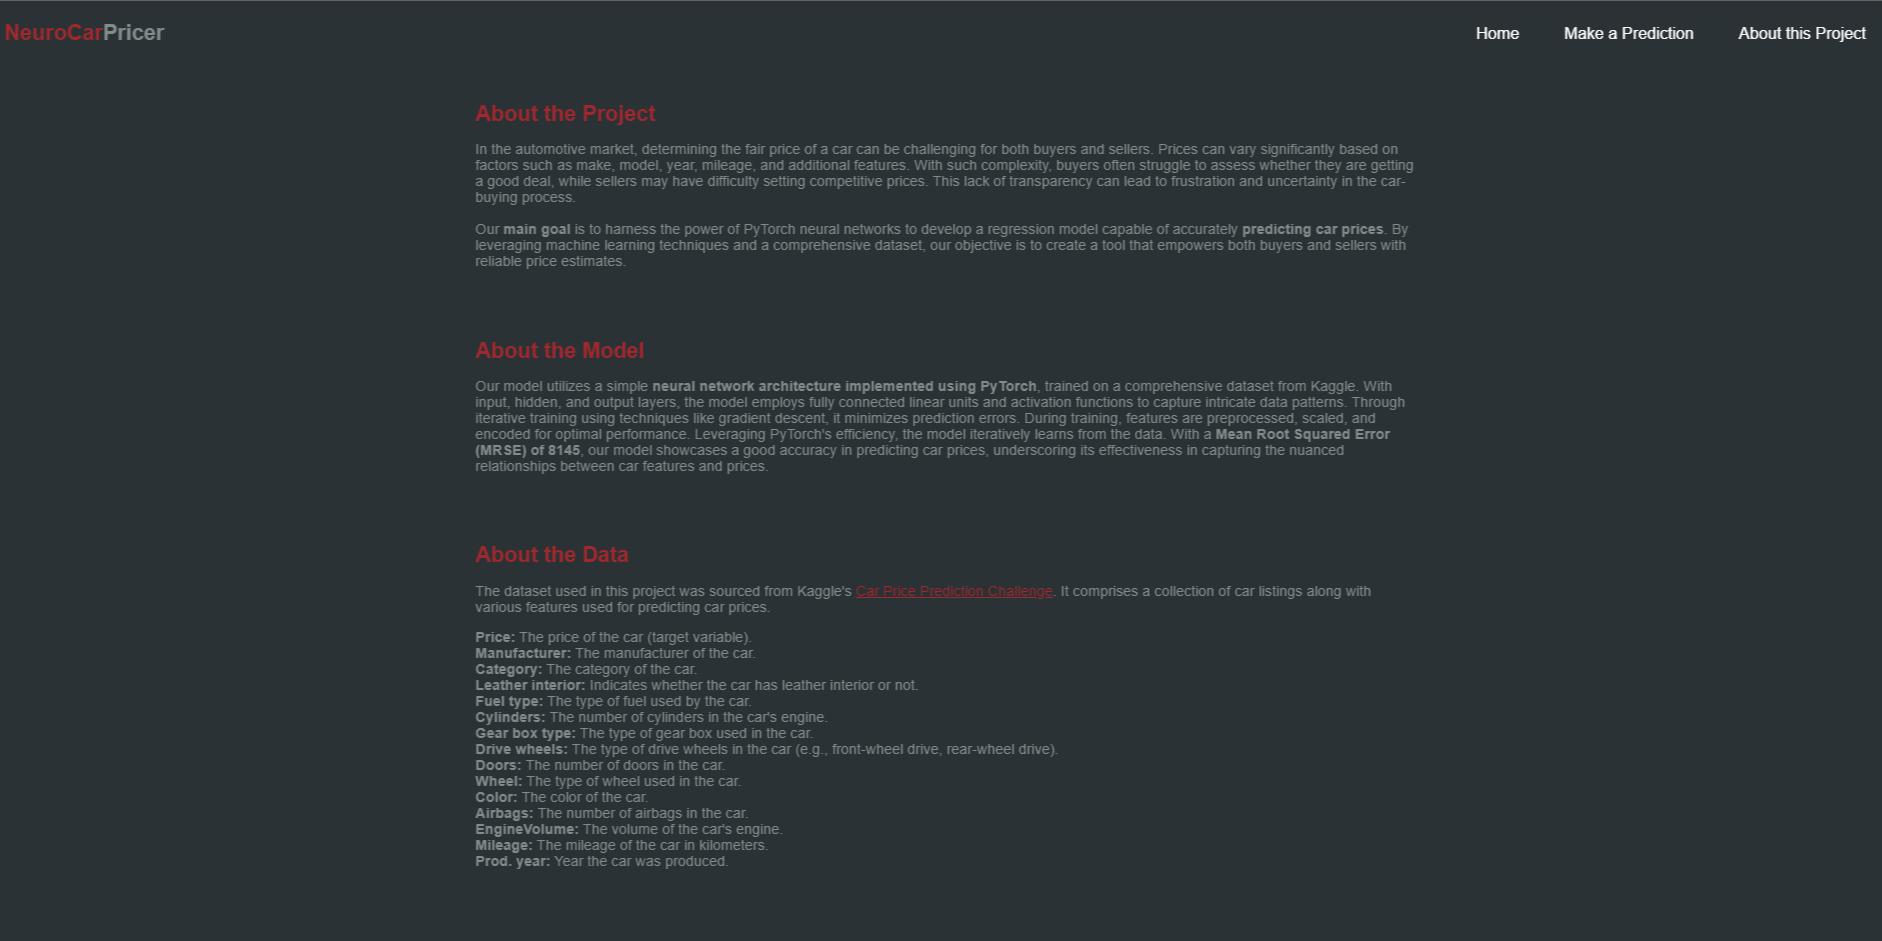 NeuroCarPricer
Home
Make a Prediction
About this Project
About the Project
In the automotive market, determining the fair price of a car can be challenging for both buyers and sellers. Prices can vary significantly based on
factors such as make, model, year, mileage, and additional features. With such complexity, buyers often struggle to assess whether they are getting
a good deal, while sellers may have difficulty setting competitive prices. This lack of transparency can lead to frustration and uncertainty in the car-
buying process.
Our main goal is to harness the power of PyTorch neural networks to develop a regression model capable of accurately predicting car prices. By
leveraging machine learning techniques and a comprehensive dataset, our objective is to create a tool that empowers both buyers and sellers with
reliable price estimates.
About the Model
Our model utilizes a simple neural network architecture implemented using PyTorch, trained on a comprehensive dataset from Kaggle. With
input, hidden, and output layers, the model employs fully connected linear units and activation functions to capture intricate data patterns. Through
iterative training using techniques like gradient descent, it minimizes prediction errors. During training, features are preprocessed, scaled, and
encoded for optimal performance. Leveraging PyTorch's efficiency, the model iteratively learns from the data. With a Mean Root Squared Error
(MRSE) of 8145, our model showcases a good accuracy in predicting car prices, underscoring its effectiveness in capturing the nuanced
relationships between car features and prices.
About the Data
The dataset used in this project was sourced from Kaggle's Car Price Prediction Challenge. It comprises a collection of car listings along with
various features used for predicting car prices.
Price: The price of the car (target variable).
Manufacturer: The manufacturer of the car.
Category: The category of the car.
Leather interior: Indicates whether the car has leather interior or not.
Fuel type: The type of fuel used by the car.
Cylinders: The number of cylinders in the car's engine.
Gear box type: The type of gear box used in the car.
Drive wheels: The type of drive wheels in the car (e.g., front-wheel drive, rear-wheel drive).
Doors: The number of doors in the car.
Wheel: The type of wheel used in the car.
Color: The color of the car.
Airbags: The number of airbags in the car.
EngineVolume: The volume of the car's engine.
Mileage: The mileage of the car in kilometers.
Prod. year: Year the car was produced.